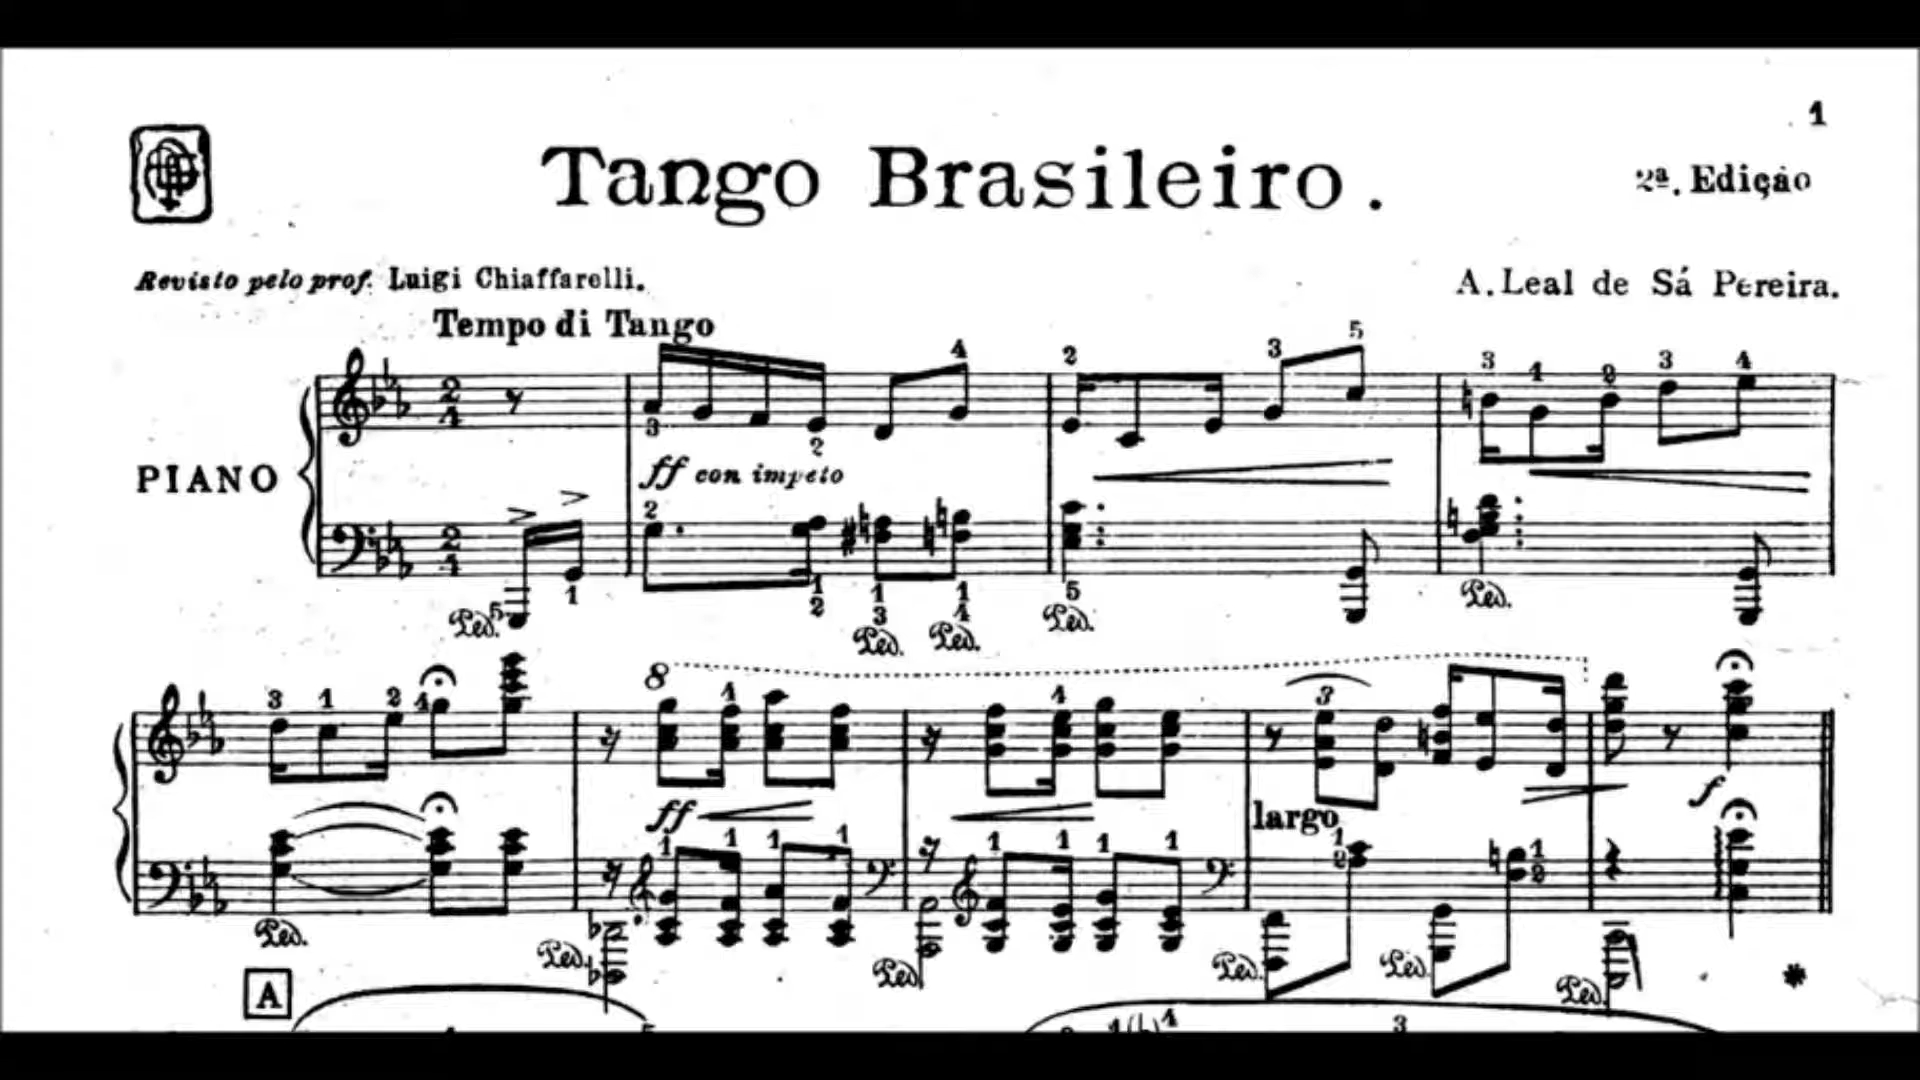 1
Tango Brasileiro.
2ª. Edição
Revisto pelo prof. Luigi Chiaffarelli.
A. Leal de Sá Pereira.
Tempo di Tango
PIANO
ff con impeto
8
ff
f
largo
A